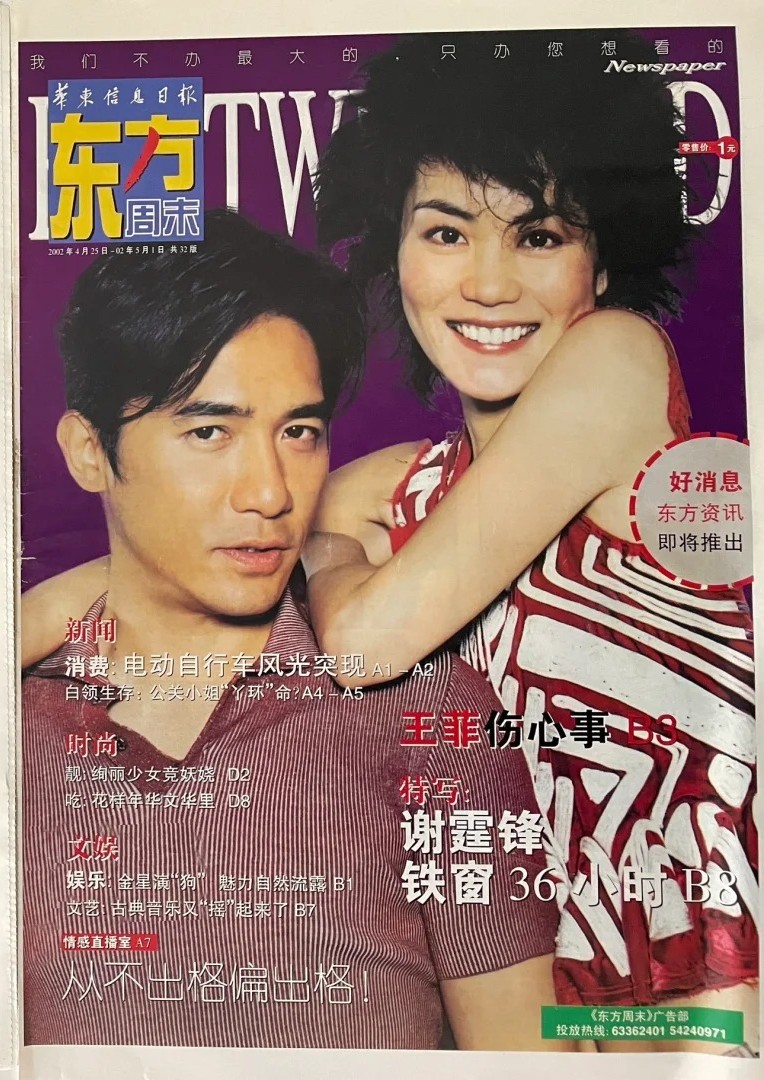 我们不办最大的，只办您想看的
Newspaper
华东信息日报
东方
周末
零售价：1元
2002年4月25日－02年5月1日 共32版
好消息
东方资讯
即将推出
新闻
消费：电动自行车风光突现 A1－A2
白领生存：公关小姐“丫环”命？A4－A5
时尚
靓：绚丽少女竞妖娆 D2
吃：花样年华文华里 D8
文娱
娱乐：金星演“狗” 魅力自然流露 B1
文艺：古典音乐又“摇”起来了 B7
情感直播室 A7
从不出格偏出格！
王菲伤心事 B3
特写：
谢霆锋
铁窗 36 小时 B8
《东方周末》广告部
投放热线：63362401 54240971